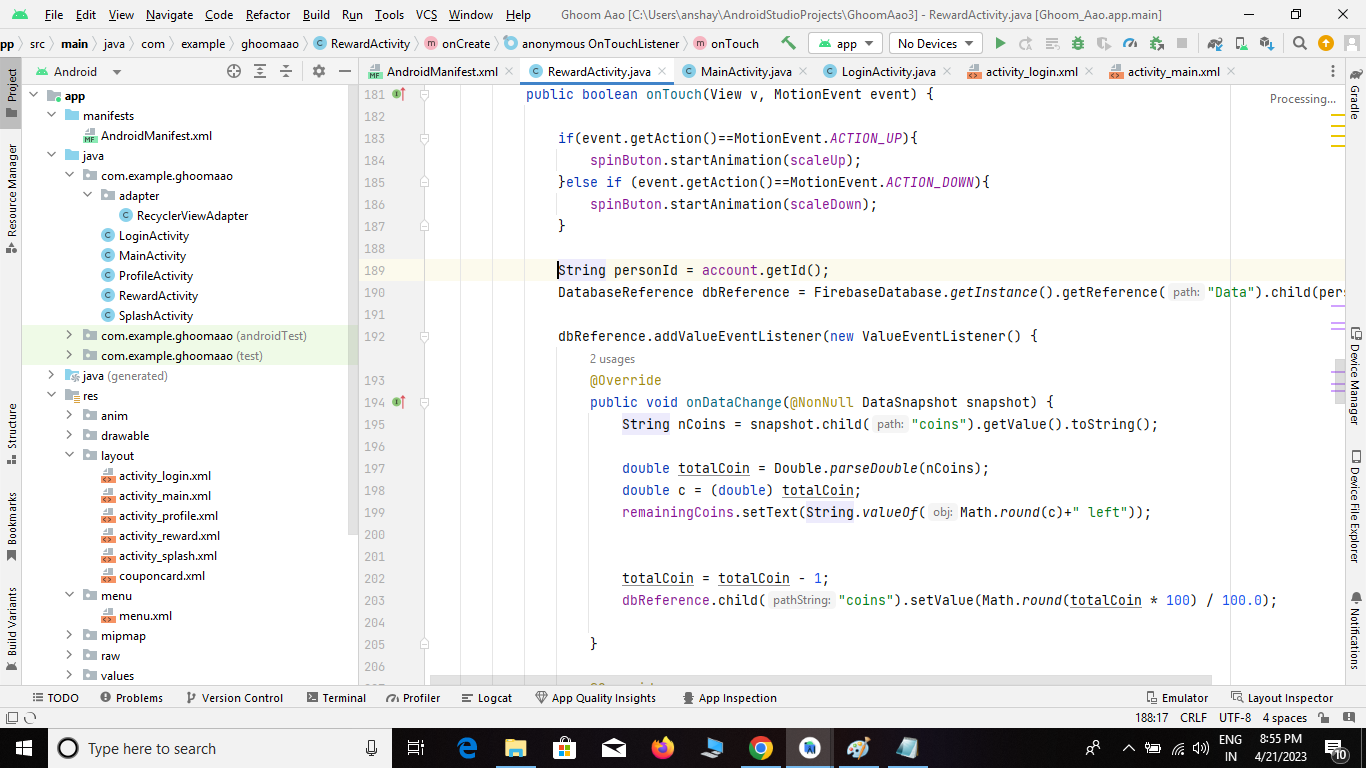 File Edit View Navigate Code Refactor Build Run Tools VCS Window Help Ghoom Aao [C:\Users\anshay\AndroidStudioProjects\GhoomAao3] - RewardActivity.java [Ghoom_Aao.app.main]
pp src main java com example ghoomaao RewardActivity onCreate anonymous OnTouchListener onTouch app No Devices
Android AndroidManifest.xml RewardActivity.java MainActivity.java LoginActivity.java activity_login.xml activity_main.xml
Project
Resource Manager
Structure
Bookmarks
Build Variants
app
manifests
AndroidManifest.xml
java
com.example.ghoomaao
adapter
RecyclerViewAdapter
LoginActivity
MainActivity
ProfileActivity
RewardActivity
SplashActivity
com.example.ghoomaao (androidTest)
com.example.ghoomaao (test)
java (generated)
res
anim
drawable
layout
activity_login.xml
activity_main.xml
activity_profile.xml
activity_reward.xml
activity_splash.xml
couponcard.xml
menu
menu.xml
mipmap
raw
values
Processing...
181 public boolean onTouch(View v, MotionEvent event) {
182
183 if(event.getAction()==MotionEvent.ACTION_UP){
184 spinButon.startAnimation(scaleUp);
185 }else if (event.getAction()==MotionEvent.ACTION_DOWN){
186 spinButon.startAnimation(scaleDown);
187 }
188
189 String personId = account.getId();
190 DatabaseReference dbReference = FirebaseDatabase.getInstance().getReference( path: "Data").child(pers
191
192 dbReference.addValueEventListener(new ValueEventListener() {
2 usages
193 @Override
194 public void onDataChange(@NonNull DataSnapshot snapshot) {
195 String nCoins = snapshot.child( path: "coins").getValue().toString();
196
197 double totalCoin = Double.parseDouble(nCoins);
198 double c = (double) totalCoin;
199 remainingCoins.setText(String.valueOf( obj: Math.round(c)+" left"));
200
201
202 totalCoin = totalCoin - 1;
203 dbReference.child( pathString: "coins").setValue(Math.round(totalCoin * 100) / 100.0);
204
205 }
206
Gradle
Device Manager
Device File Explorer
Notifications
TODO Problems Version Control Terminal Profiler Logcat App Quality Insights App Inspection Emulator Layout Inspector
188:17 CRLF UTF-8 4 spaces
Type here to search
ENG
IN
8:55 PM
4/21/2023
10